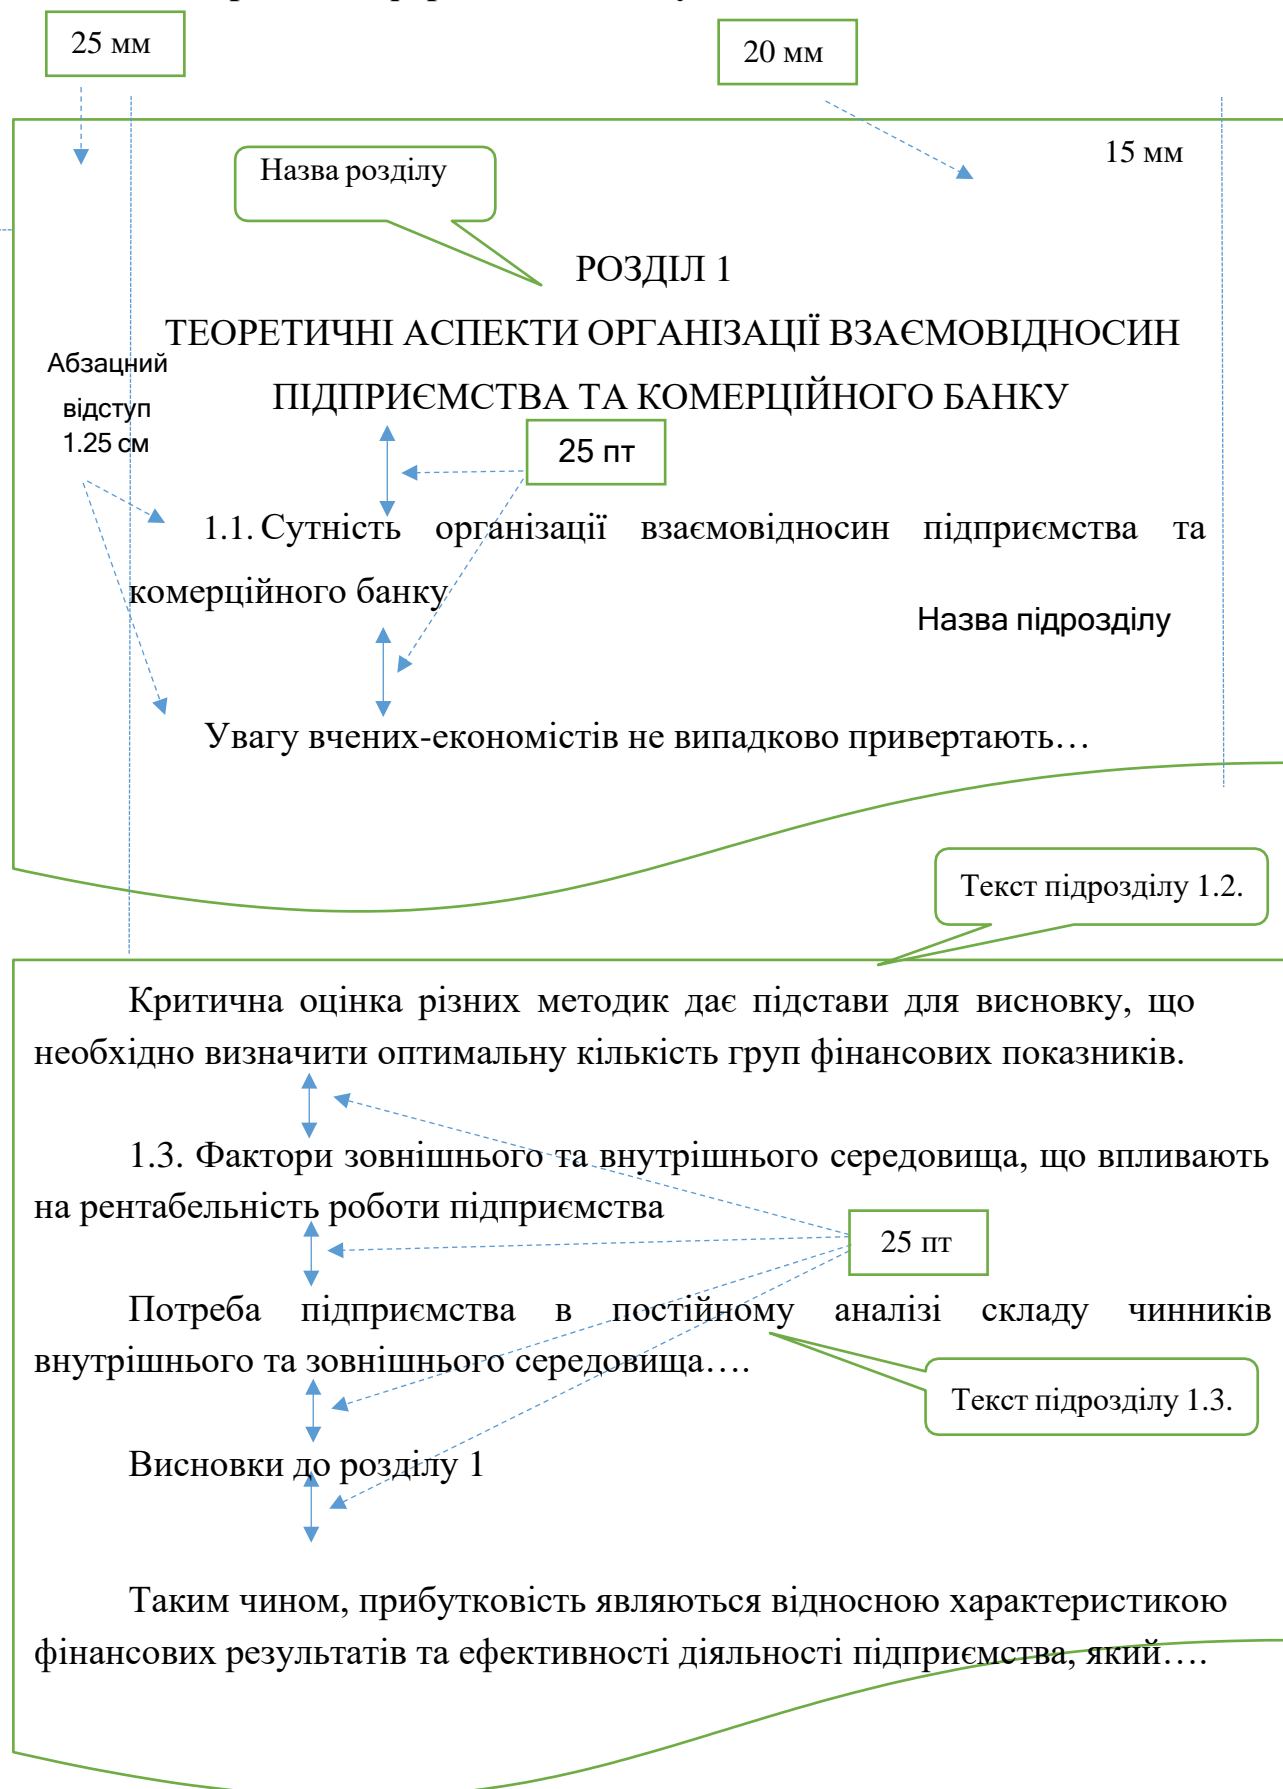 25 мм
20 мм
15 мм
Назва розділу
РОЗДІЛ 1
ТЕОРЕТИЧНІ АСПЕКТИ ОРГАНІЗАЦІЇ ВЗАЄМОВІДНОСИН
ПІДПРИЄМСТВА ТА КОМЕРЦІЙНОГО БАНКУ
Абзацний
відступ
1.25 см
25 пт
1.1. Сутність організації взаємовідносин підприємства та
комерційного банку
Назва підрозділу
Увагу вчених-економістів не випадково привертають…
Текст підрозділу 1.2.
Критична оцінка різних методик дає підстави для висновку, що
необхідно визначити оптимальну кількість груп фінансових показників.
1.3. Фактори зовнішнього та внутрішнього середовища, що впливають
на рентабельність роботи підприємства
25 пт
Потреба підприємства в постійному аналізі складу чинників
внутрішнього та зовнішнього середовища….
Текст підрозділу 1.3.
Висновки до розділу 1
Таким чином, прибутковість являються відносною характеристикою
фінансових результатів та ефективності діяльності підприємства, який….